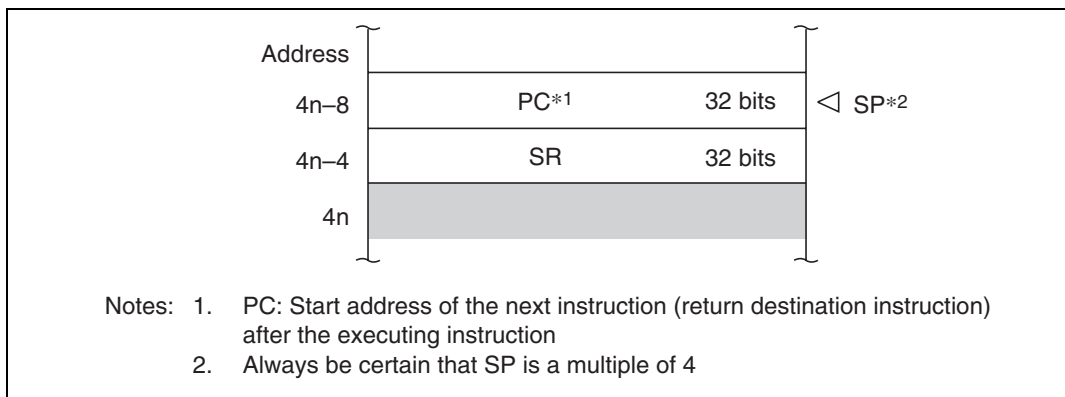 Address
4n–8 PC*1 32 bits SP*2
4n–4 SR 32 bits
4n
Notes: 1. PC: Start address of the next instruction (return destination instruction)
after the executing instruction
2. Always be certain that SP is a multiple of 4